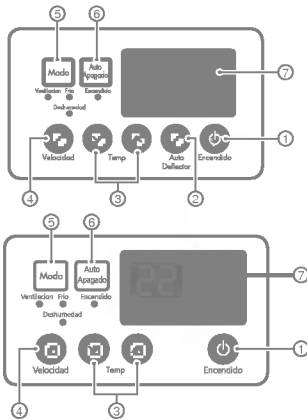 ⑤ ⑥
Modo
Auto
Apagado
⑦
Ventilacion Frio Encendido
Deshumedad
①
④ Velocidad Temp Auto
Deflector Encendido
③ ②
⑤ ⑥
Modo
Auto
Apagado
22
⑦
Ventilacion Frio Encendido
Deshumedad
①
④ Velocidad Temp Encendido
③